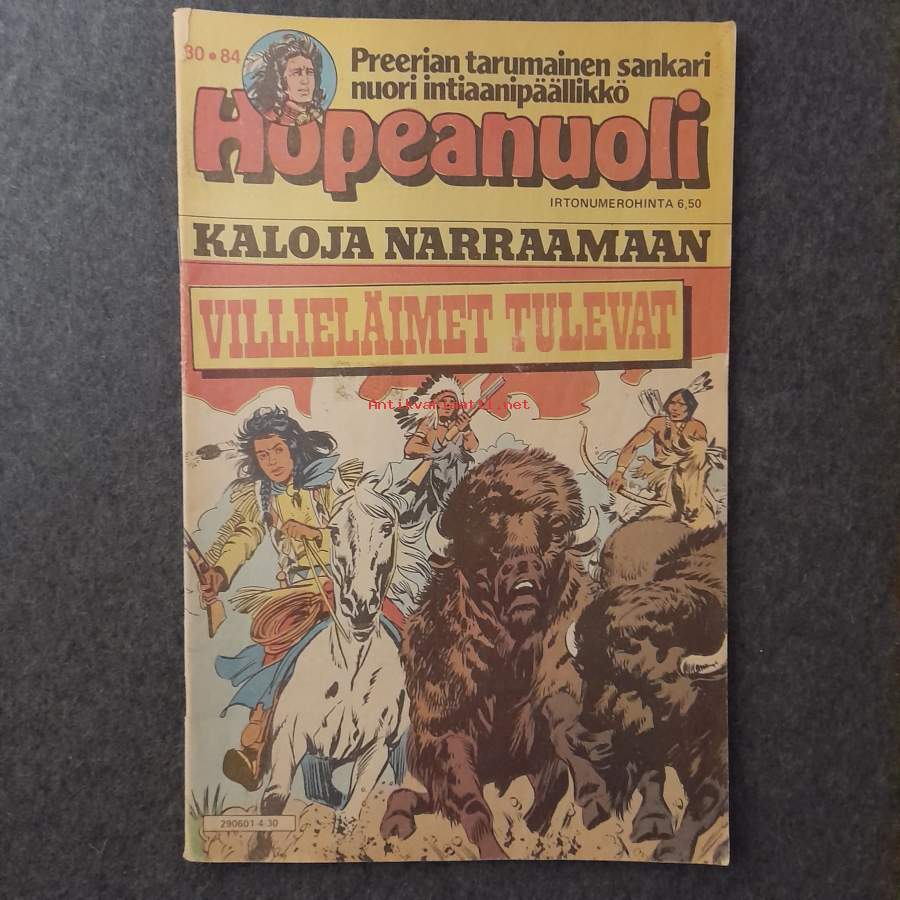 30 • 84
Preerian tarumainen sankari
nuori intiaanipäällikkö
Hopeanuoli
IRTONUMEROHINTA 6,50
KALOJA NARRAAMAAN
VILLIELÄIMET TULEVAT
Antikvariaatti.net
290601-4-30